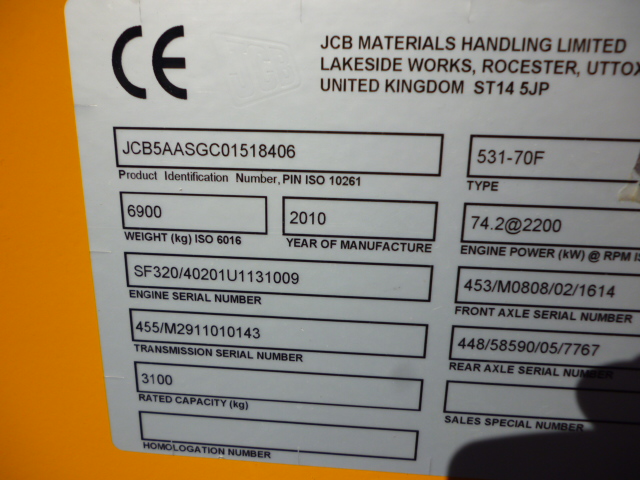 CE
JCB MATERIALS HANDLING LIMITED
LAKESIDE WORKS, ROCESTER,
UNITED KINGDOM ST14 5JP
JCB5AASGC01518406
Product Identification Number, PIN ISO 10261
531-70F
TYPE
6900
WEIGHT (kg) ISO 6016
2010
YEAR OF MANUFACTURE
74.2@2200
ENGINE POWER (kW) @ RPM
SF320/40201U1131009
ENGINE SERIAL NUMBER
453/M0808/02/1614
FRONT AXLE SERIAL NUMBER
455/M2911010143
TRANSMISSION SERIAL NUMBER
448/58590/05/7767
REAR AXLE SERIAL NUMBER
3100
RATED CAPACITY (kg)
SALES SPECIAL NUMBER
HOMOLOGATION NUMBER